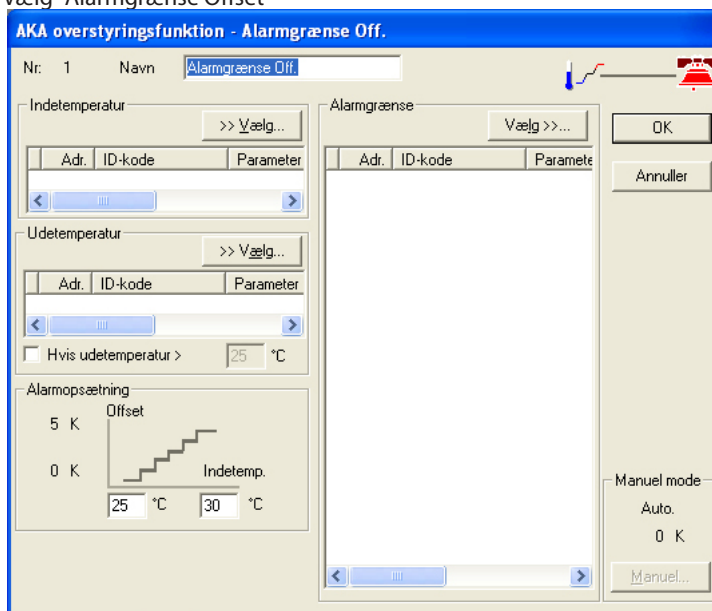 Vælg "Alarmgrænse Offset"
AKA overstyringsfunktion - Alarmgrænse Off.
Nr: 1 Navn Alarmgrænse Off.
Indetemperatur
>> Vælg...
Adr. ID-kode Parameter
Udetemperatur
>> Vælg...
Adr. ID-kode Parameter
Hvis udetemperatur > 25 °C
Alarmopsætning
Offset
5 K
0 K Indetemp.
25 °C 30 °C
Alarmgrænse
Vælg >>...
Adr. ID-kode Paramete
OK
Annuller
Manuel mode
Auto.
0 K
Manuel...